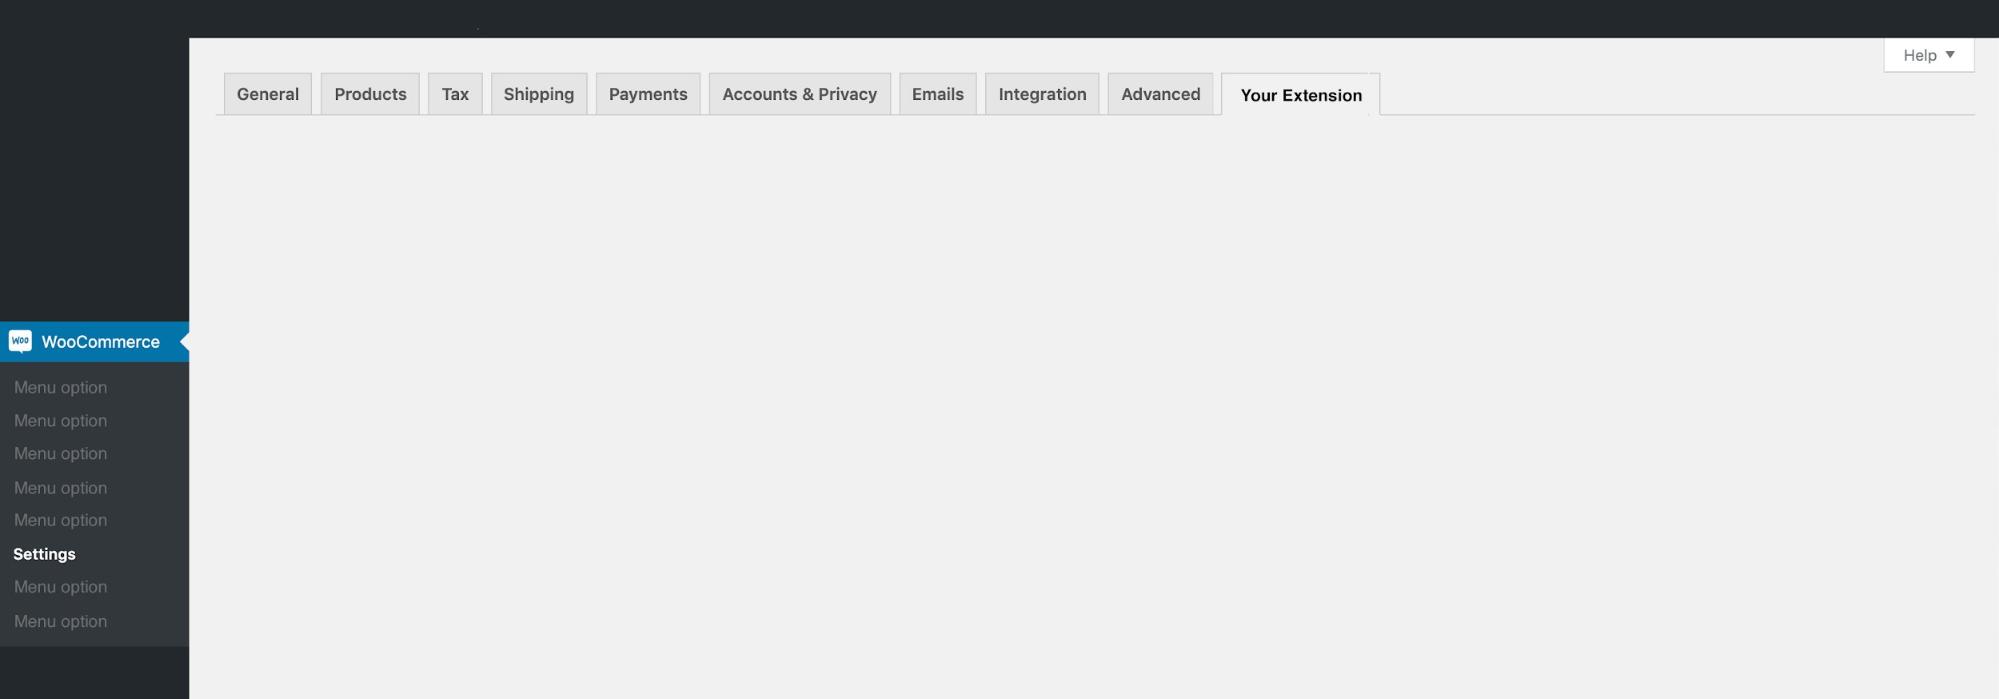 Help
General Products Tax Shipping Payments Accounts & Privacy Emails Integration Advanced Your Extension
Woo WooCommerce
Menu option
Menu option
Menu option
Menu option
Menu option
Settings
Menu option
Menu option